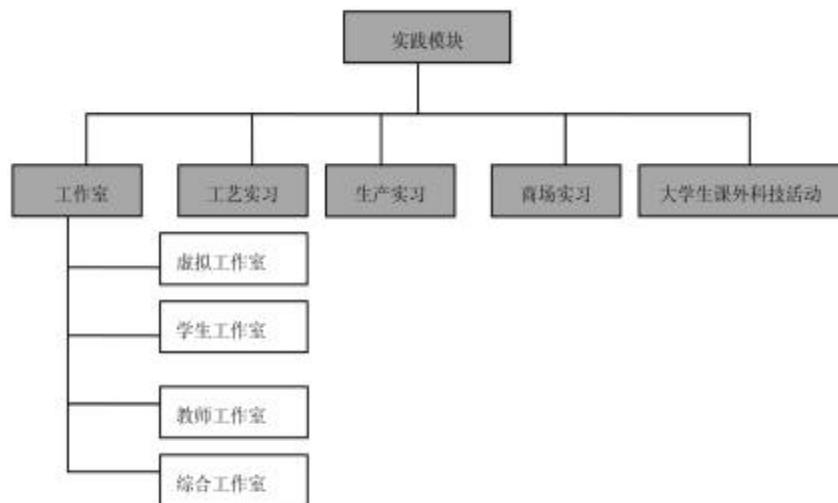 实践模块
工作室
工艺实习
生产实习
商场实习
大学生课外科技活动
虚拟工作室
学生工作室
教师工作室
综合工作室